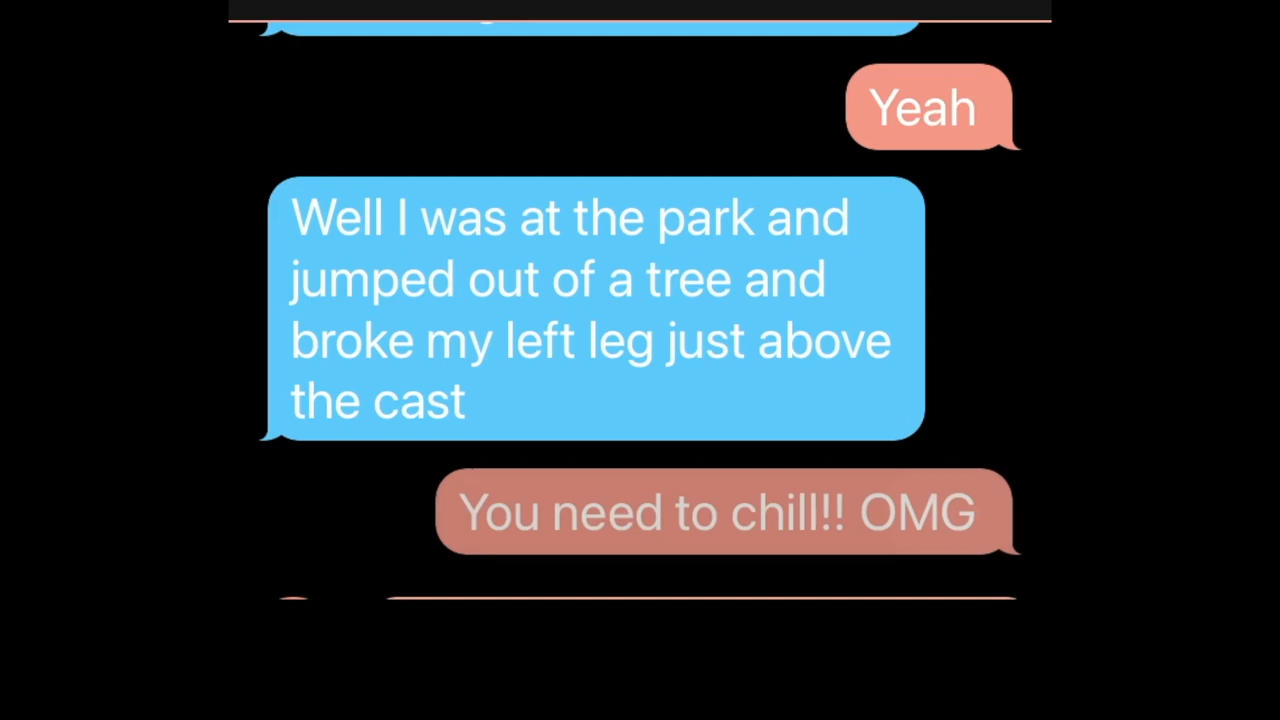 Yeah
Well I was at the park and
jumped out of a tree and
broke my left leg just above
the cast
You need to chill!! OMG